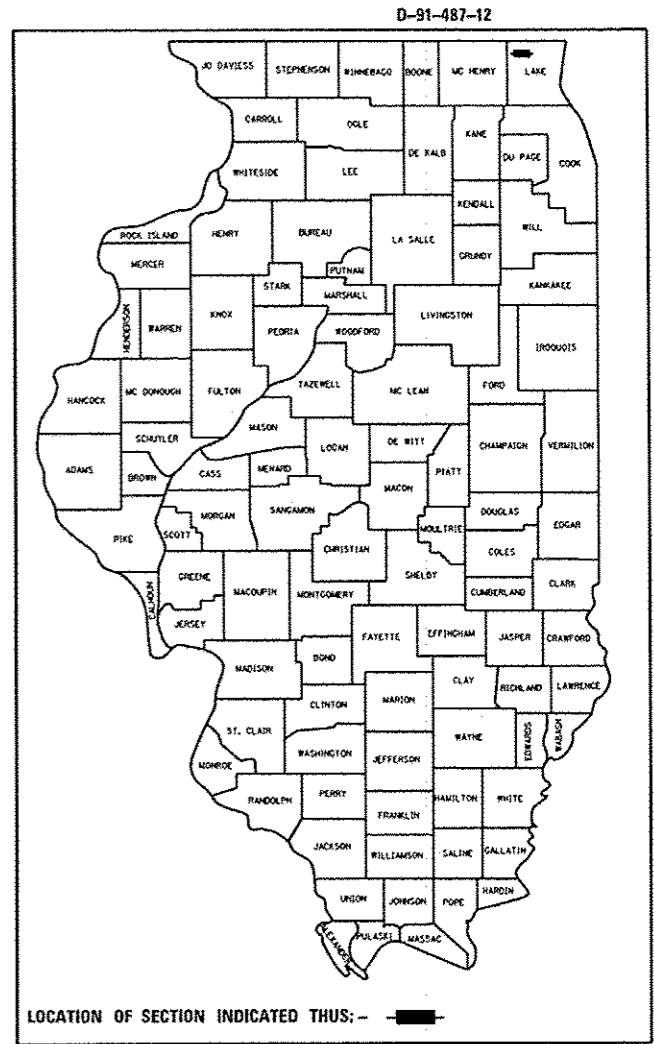 D-91-487-12
JO DAVIESS STEPHENSON WINNEBAGO BOONE MC HENRY LAKE
CARROLL OGLE KANE
DE KALB DU PAGE COOK
WHITESIDE LEE
KENDALL
ROCK ISLAND HENRY BUREAU LA SALLE GRUNDY WILL
MERCER PUTNAM
STARK MARSHALL KANKAKEE
HENDERSON WARREN KNOX PEORIA WOODFORD LIVINGSTON
IROQUOIS
HANCOCK MC DONOUGH FULTON TAZEWELL MC LEAN FORD
SCHUYLER MASON LOGAN DE WITT CHAMPAIGN VERMILION
ADAMS BROWN CASS MENARD PIATT
MACON
PIKE SCOTT MORGAN SANGAMON MOULTRIE DOUGLAS EDGAR
CHRISTIAN COLES
CALHOUN GREENE MACOUPIN MONTGOMERY SHELBY CUMBERLAND CLARK
JERSEY
FAYETTE EFFINGHAM JASPER CRAWFORD
MADISON BOND
CLAY RICHLAND LAWRENCE
CLINTON MARION
ST. CLAIR WAYNE EDWARDS WABASH
MONROE WASHINGTON JEFFERSON
RANDOLPH PERRY HAMILTON WHITE
FRANKLIN
JACKSON WILLIAMSON SALINE GALLATIN
UNION JOHNSON POPE HARDIN
ALEXANDER PULASKI MASSAC
LOCATION OF SECTION INDICATED THUS; -